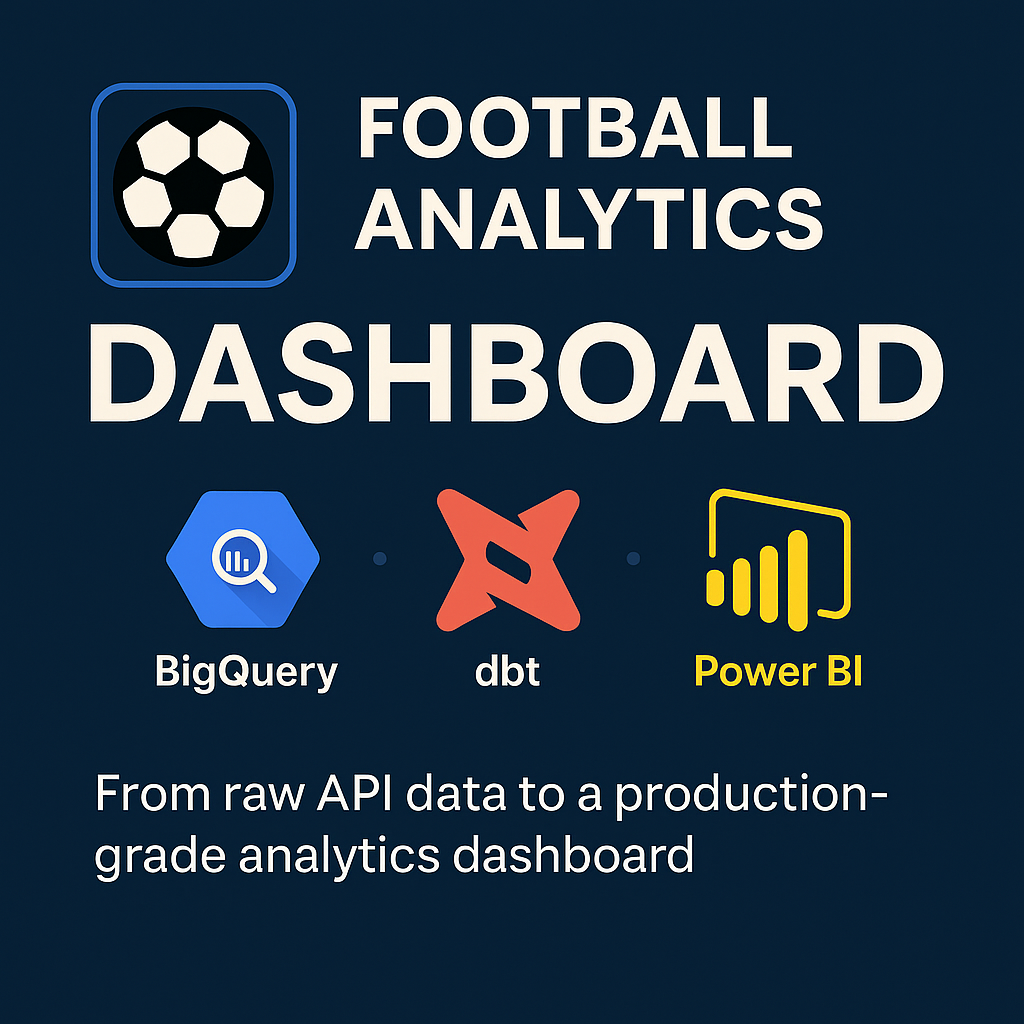 FOOTBALL
ANALYTICS
DASHBOARD
BigQuery
dbt
Power BI
From raw API data to a production-
grade analytics dashboard